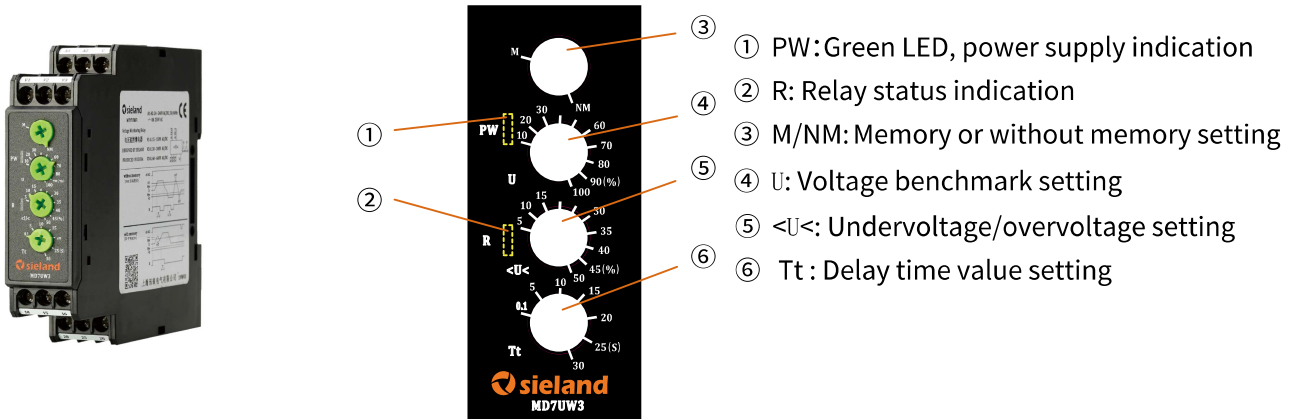 sieland
MD7UW3
M
NM
PW
10
20
30
60
70
80
90(%)
100
U
R
5
10
15
30
35
40
45(%)
50
<U<
0.1
5
10
15
20
25(S)
30
Tt
sieland
MD7UW3
①
②
③
④
⑤
⑥
① PW:Green LED, power supply indication
② R: Relay status indication
③ M/NM: Memory or without memory setting
④ U: Voltage benchmark setting
⑤ <U<: Undervoltage/overvoltage setting
⑥ Tt : Delay time value setting